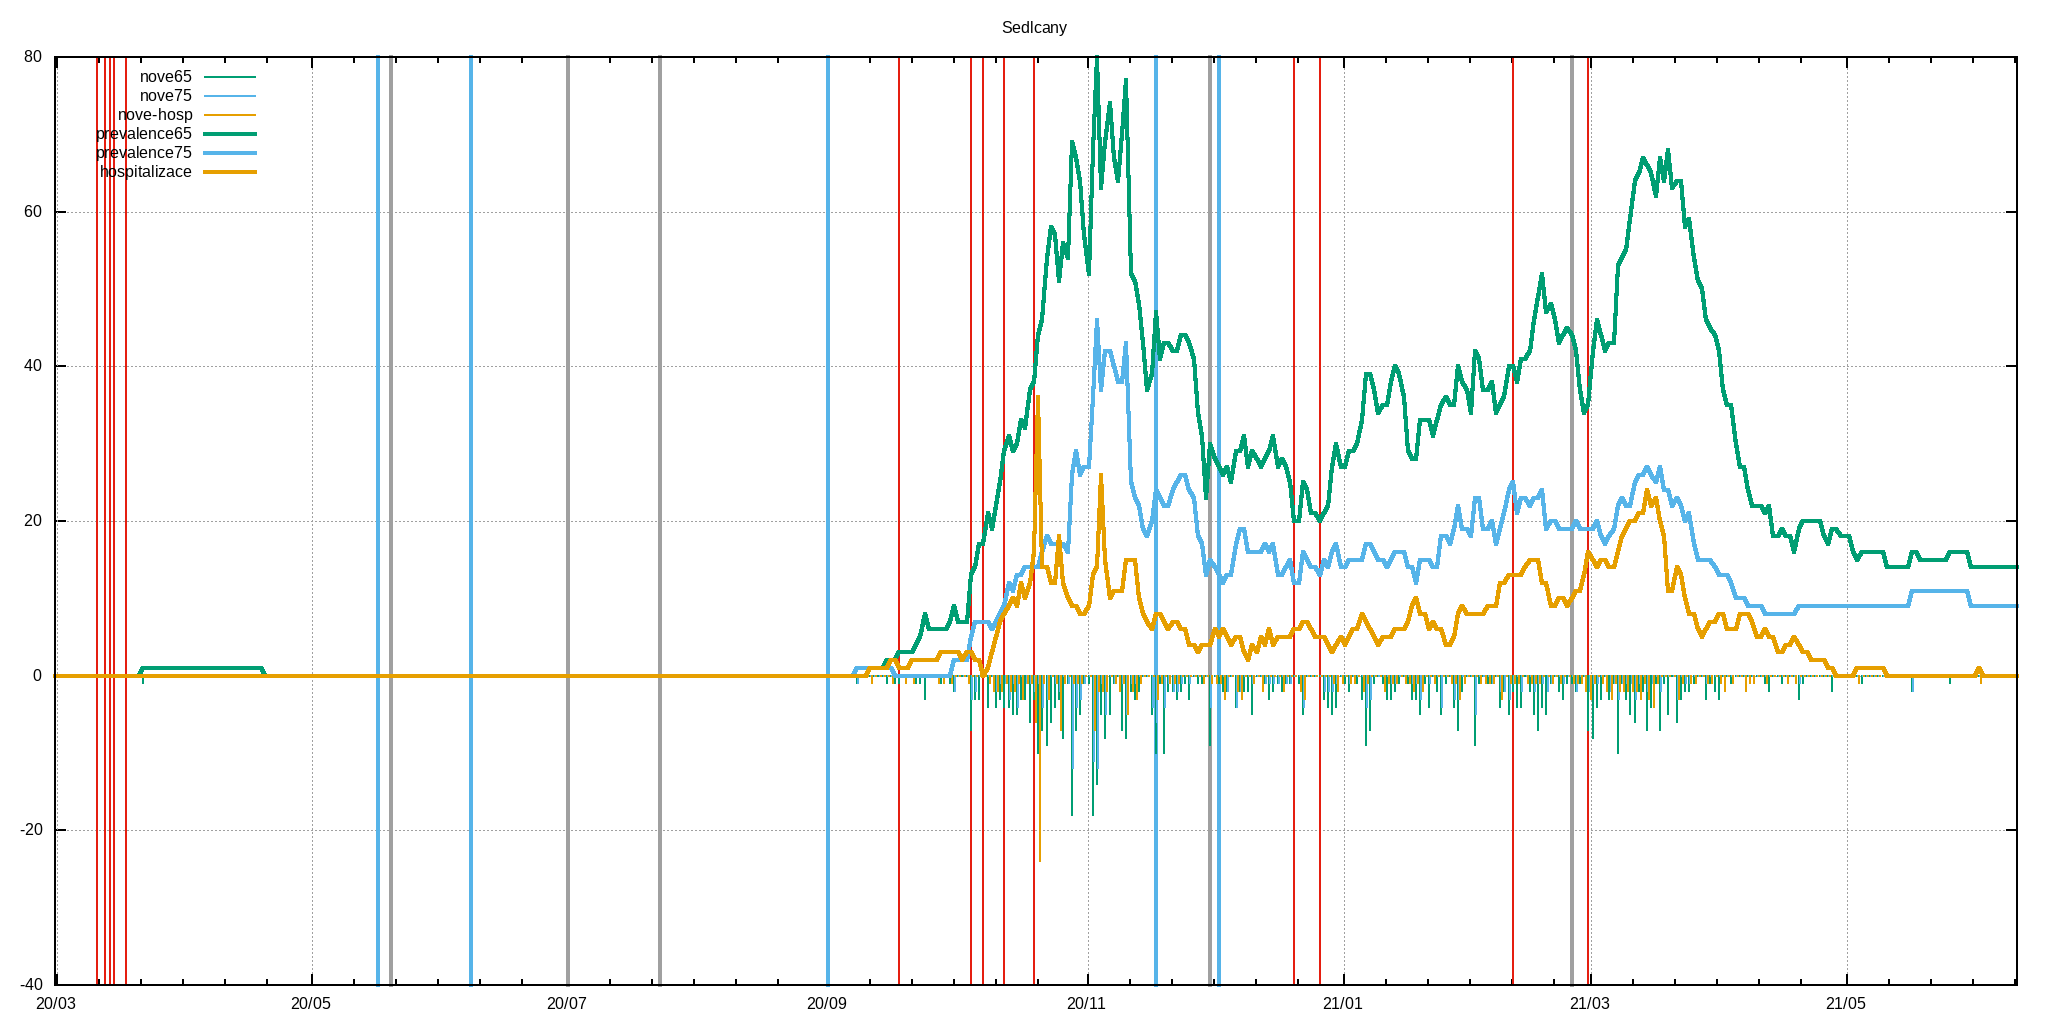 Sedlcany
80
nove65
nove75
nove-hosp
prevalence65
prevalence75
hospitalizace
60
40
20
0
-20
-40
20/03 20/05 20/07 20/09 20/11 21/01 21/03 21/05